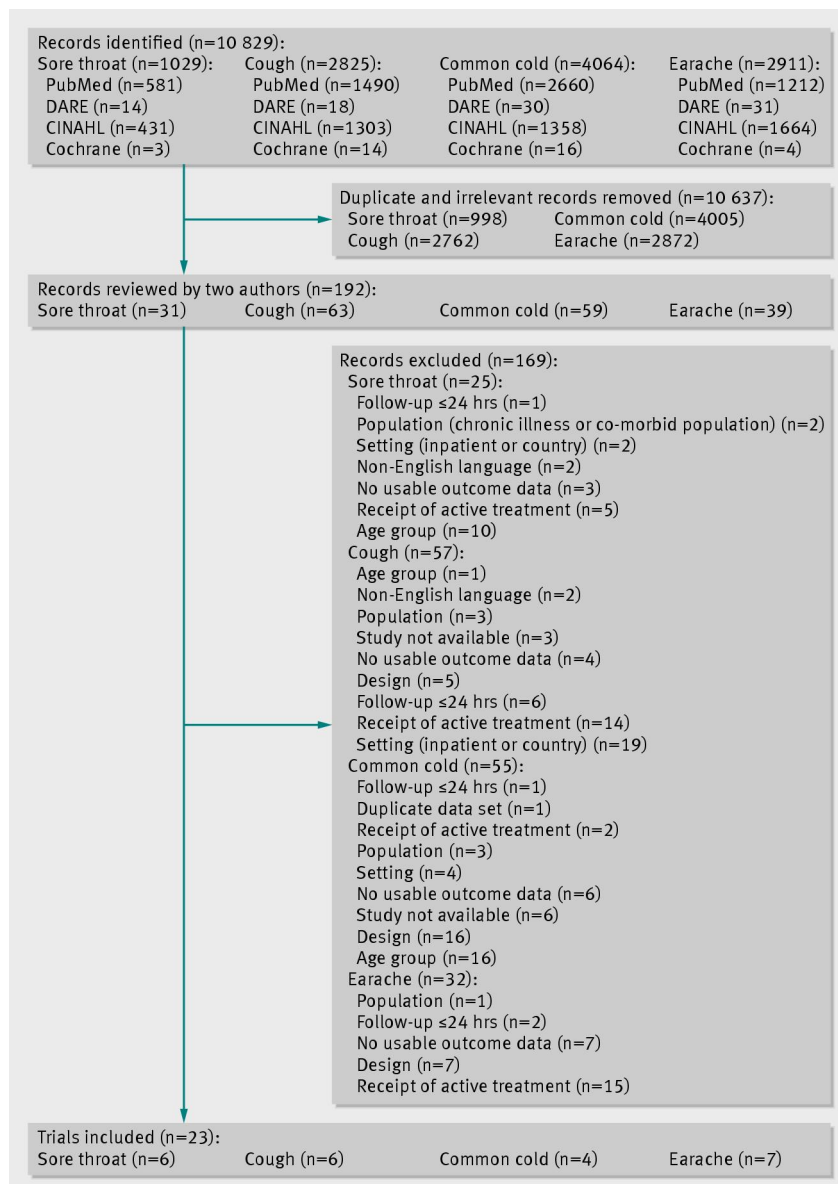 Records identified (n=10 829):
Sore throat (n=1029): Cough (n=2825): Common cold (n=4064): Earache (n=2911):
PubMed (n=581) PubMed (n=1490) PubMed (n=2660) PubMed (n=1212)
DARE (n=14) DARE (n=18) DARE (n=30) DARE (n=31)
CINAHL (n=431) CINAHL (n=1303) CINAHL (n=1358) CINAHL (n=1664)
Cochrane (n=3) Cochrane (n=14) Cochrane (n=16) Cochrane (n=4)
Duplicate and irrelevant records removed (n=10 637):
Sore throat (n=998) Common cold (n=4005)
Cough (n=2762) Earache (n=2872)
Records reviewed by two authors (n=192):
Sore throat (n=31) Cough (n=63) Common cold (n=59) Earache (n=39)
Records excluded (n=169):
Sore throat (n=25):
Follow-up ≤24 hrs (n=1)
Population (chronic illness or co-morbid population) (n=2)
Setting (inpatient or country) (n=2)
Non-English language (n=2)
No usable outcome data (n=3)
Receipt of active treatment (n=5)
Age group (n=10)
Cough (n=57):
Age group (n=1)
Non-English language (n=2)
Population (n=3)
Study not available (n=3)
No usable outcome data (n=4)
Design (n=5)
Follow-up ≤24 hrs (n=6)
Receipt of active treatment (n=14)
Setting (inpatient or country) (n=19)
Common cold (n=55):
Follow-up ≤24 hrs (n=1)
Duplicate data set (n=1)
Receipt of active treatment (n=2)
Population (n=3)
Setting (n=4)
No usable outcome data (n=6)
Study not available (n=6)
Design (n=16)
Age group (n=16)
Earache (n=32):
Population (n=1)
Follow-up ≤24 hrs (n=2)
No usable outcome data (n=7)
Design (n=7)
Receipt of active treatment (n=15)
Trials included (n=23):
Sore throat (n=6) Cough (n=6) Common cold (n=4) Earache (n=7)